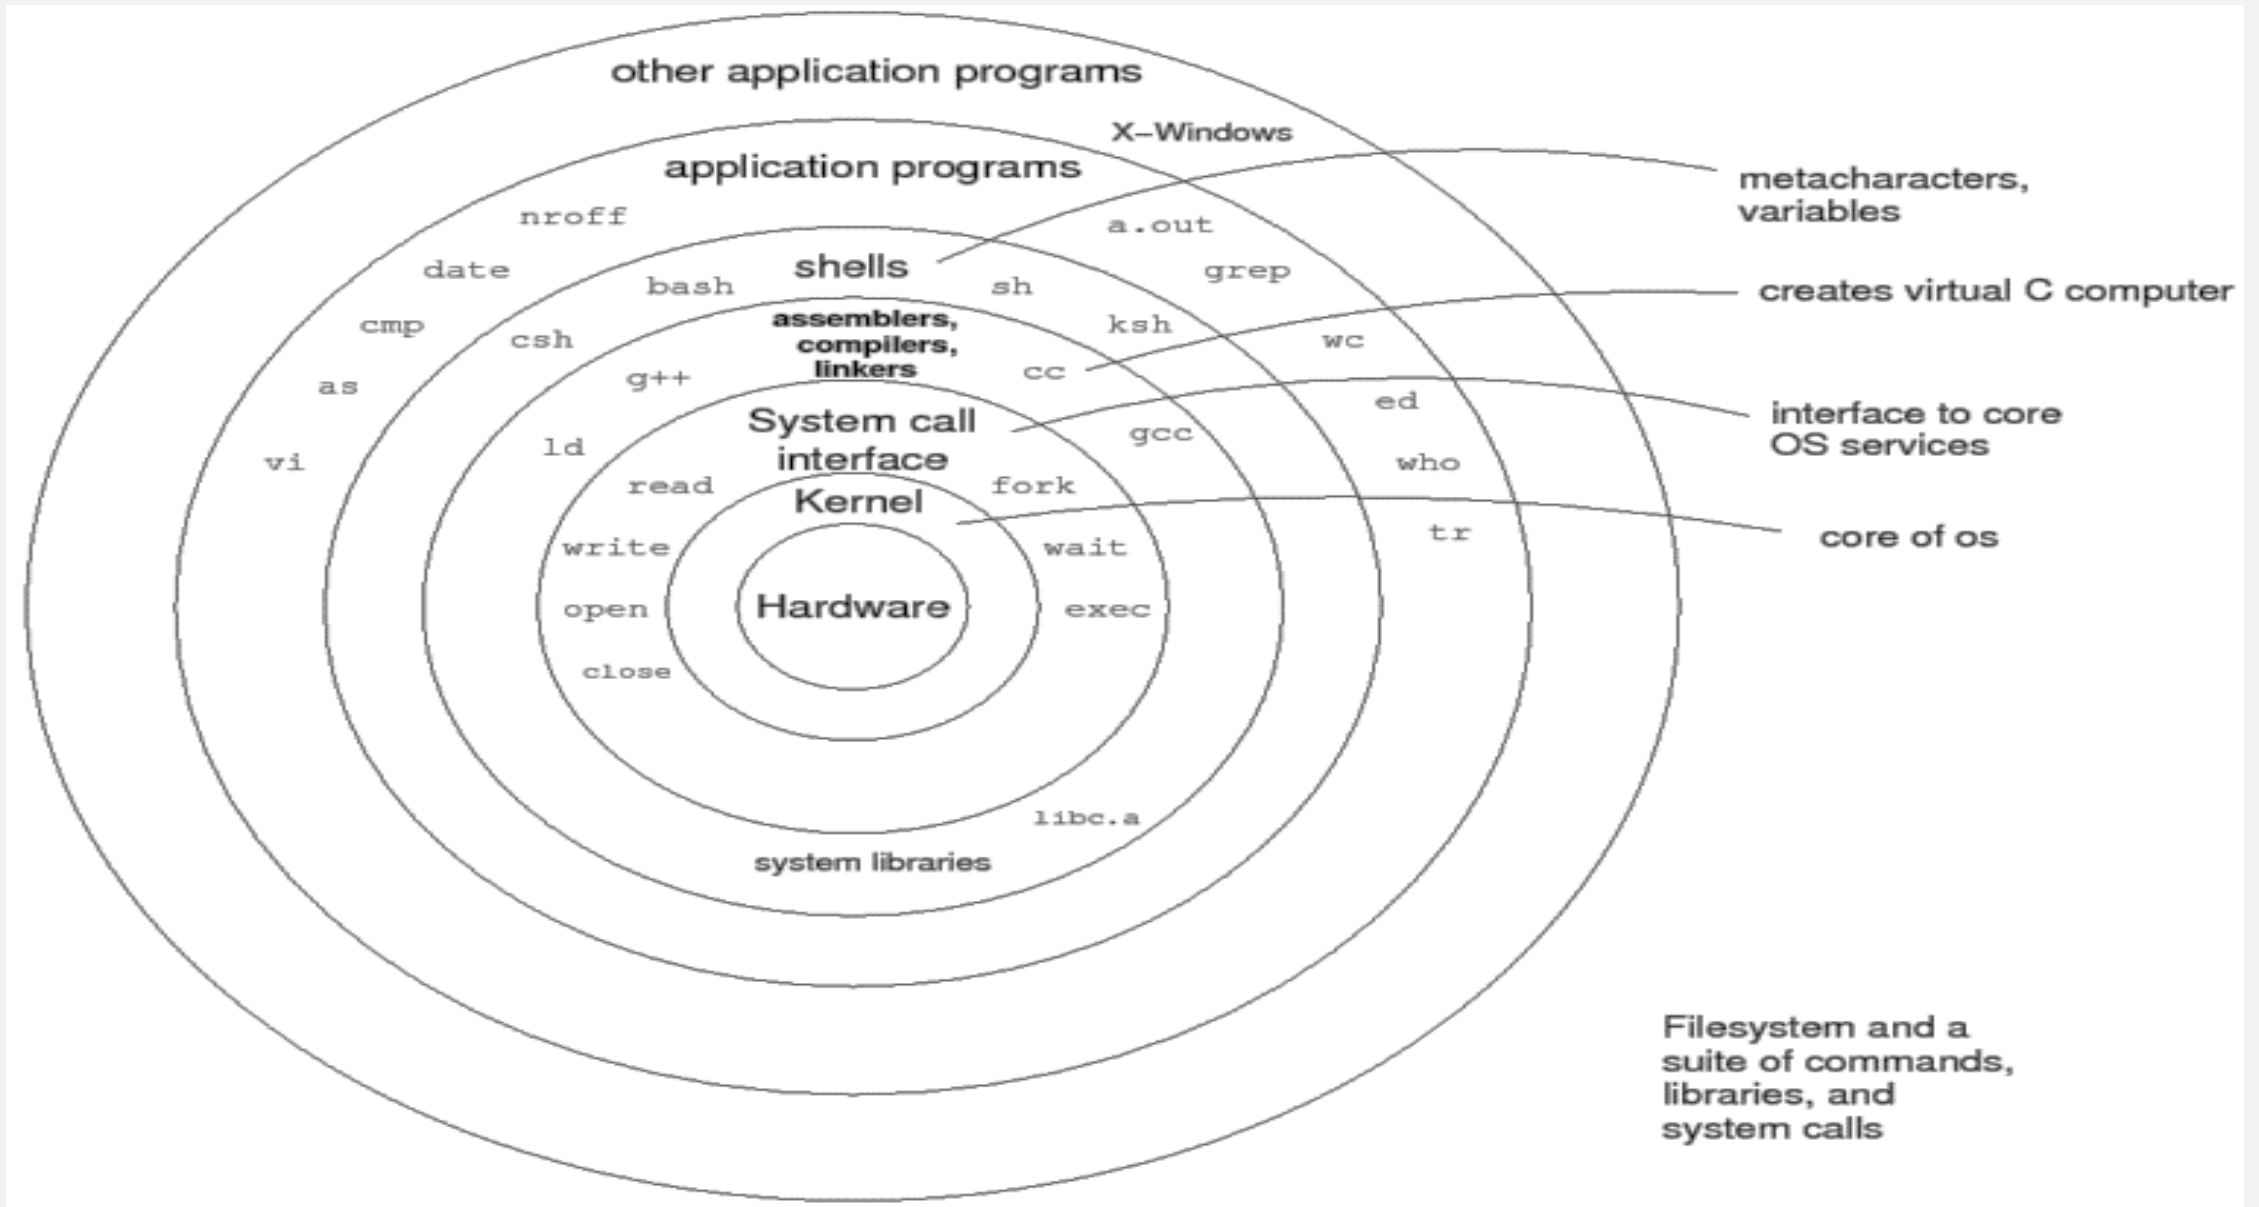 other application programs
X–Windows
application programs
metacharacters,
variables
nroff
a.out
shells
date
grep
bash
sh
creates virtual C computer
assemblers,
compilers,
linkers
cmp
csh
ksh
wc
g++
cc
as
ed
System call
interface
interface to core
OS services
ld
gcc
vi
who
read
fork
Kernel
core of os
tr
write
wait
Hardware
open
exec
close
libc.a
system libraries
Filesystem and a
suite of commands,
libraries, and
system calls